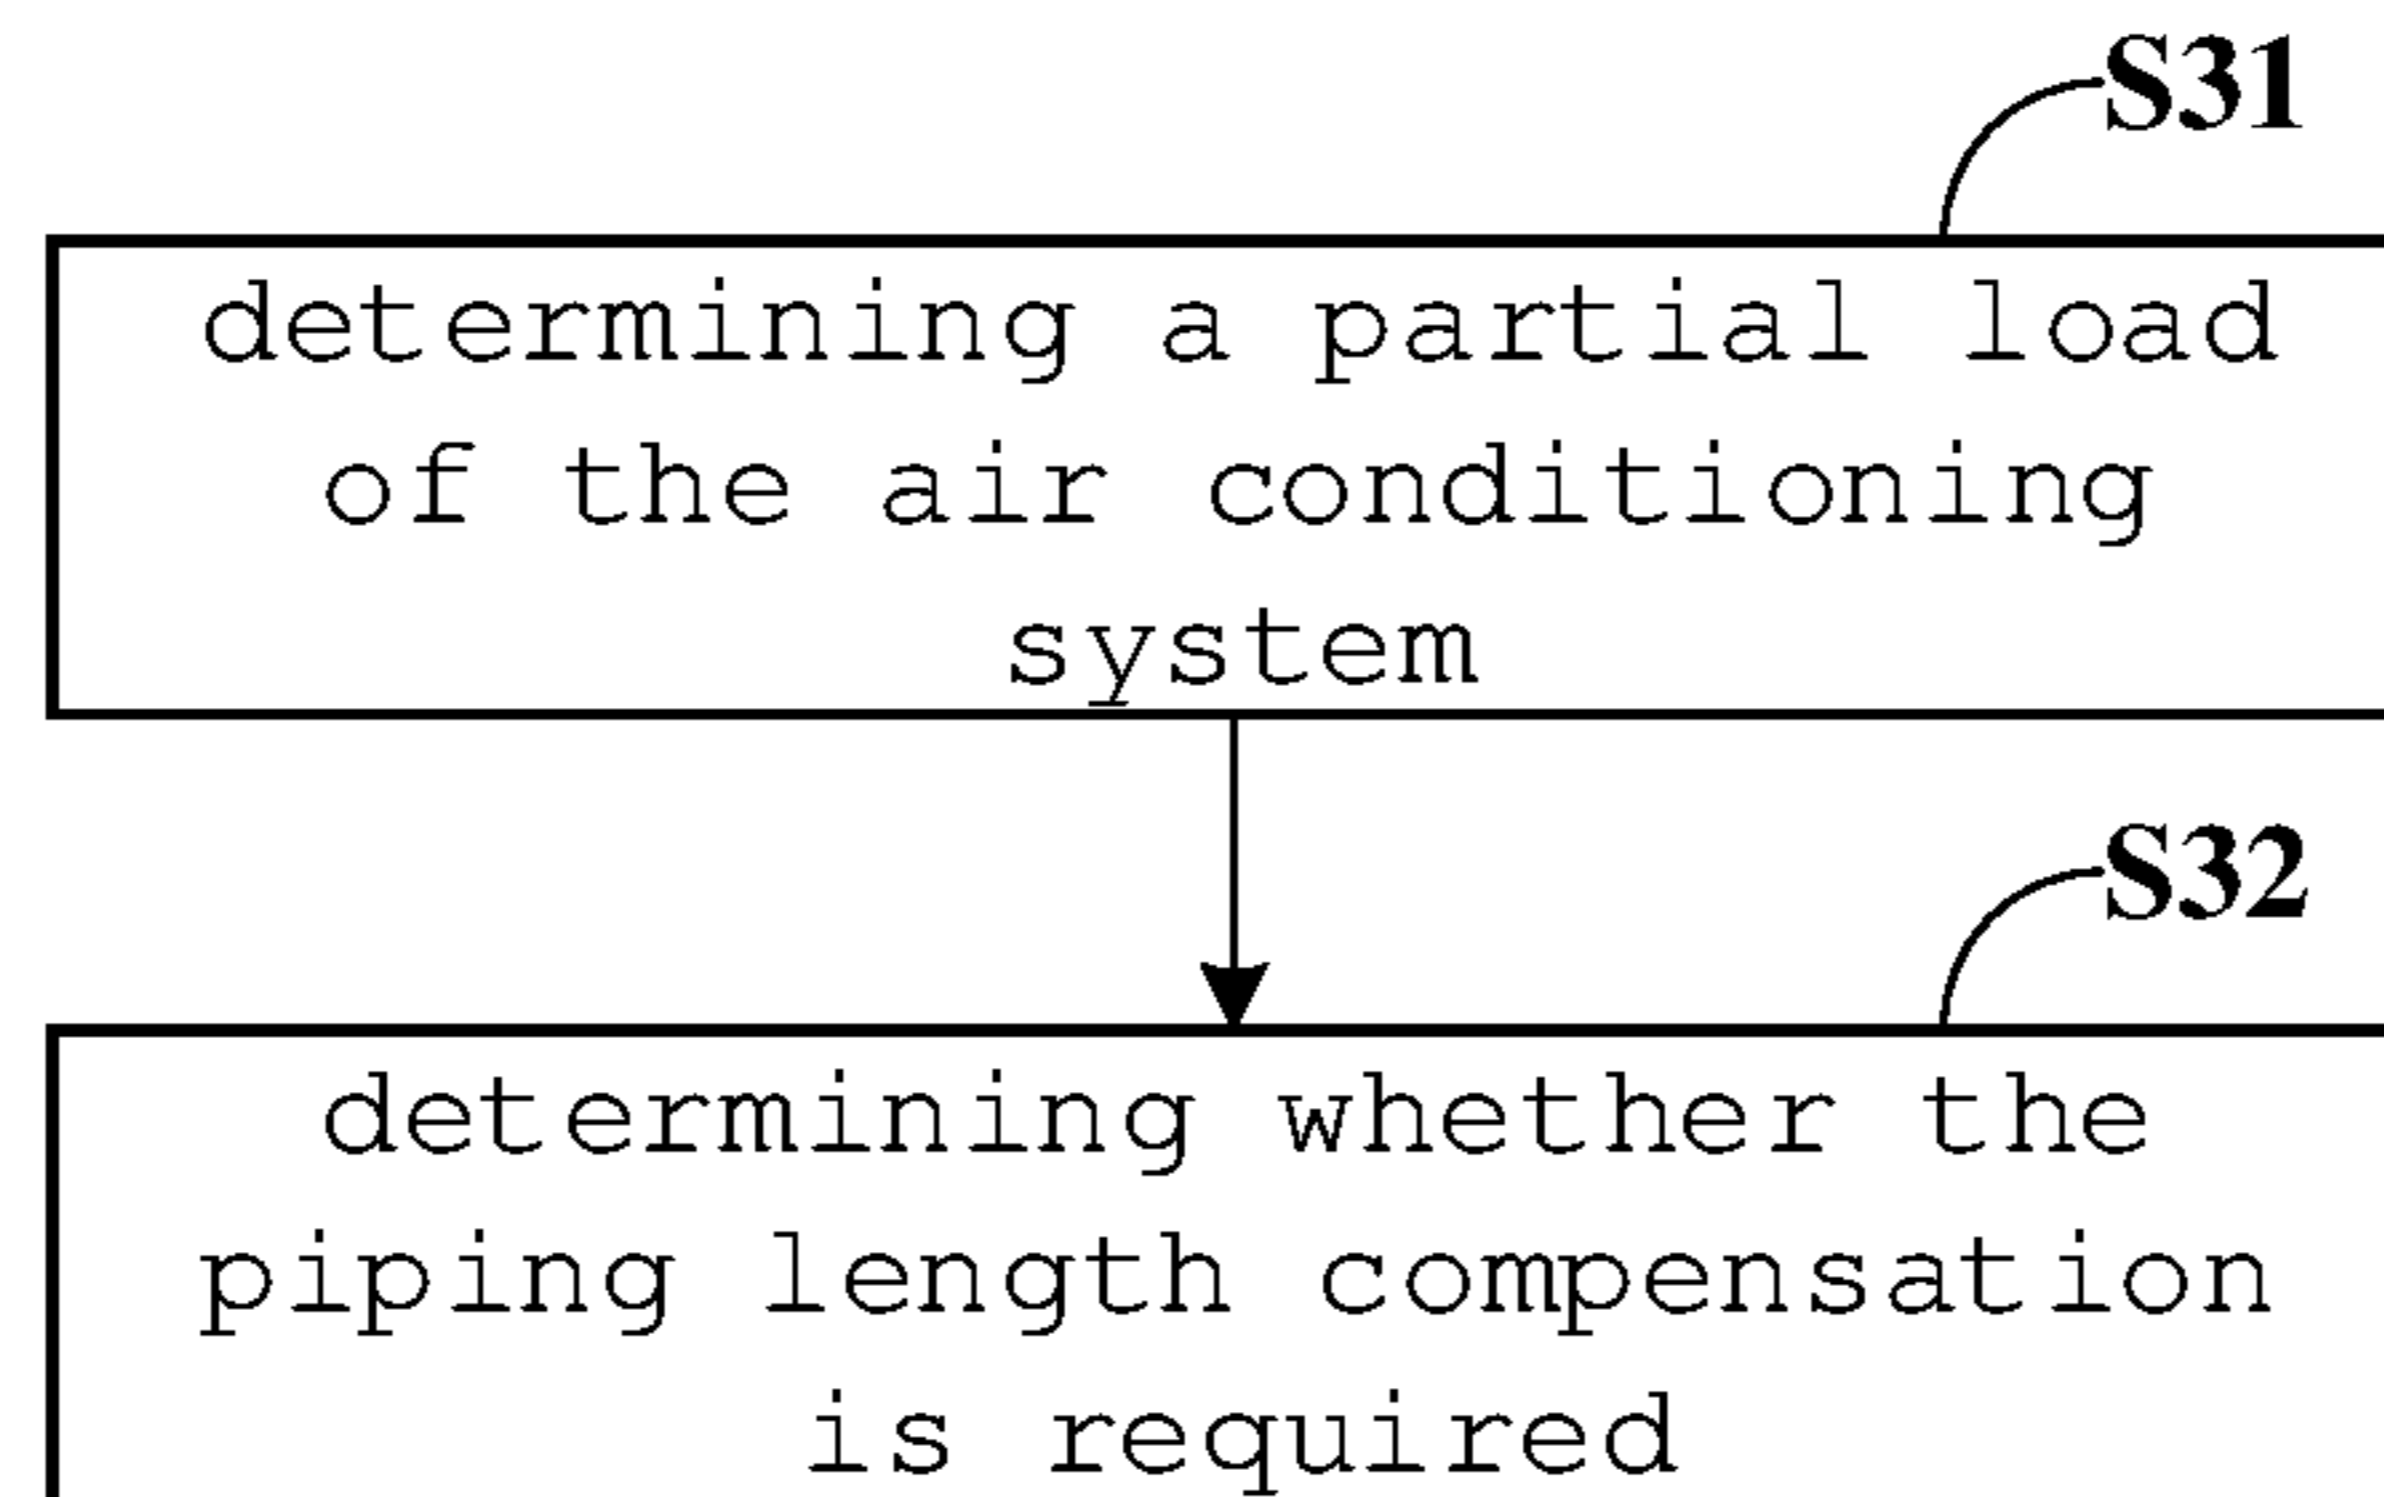 S31
determining a partial load
of the air conditioning
system
S32
determining whether the
piping length compensation
is required